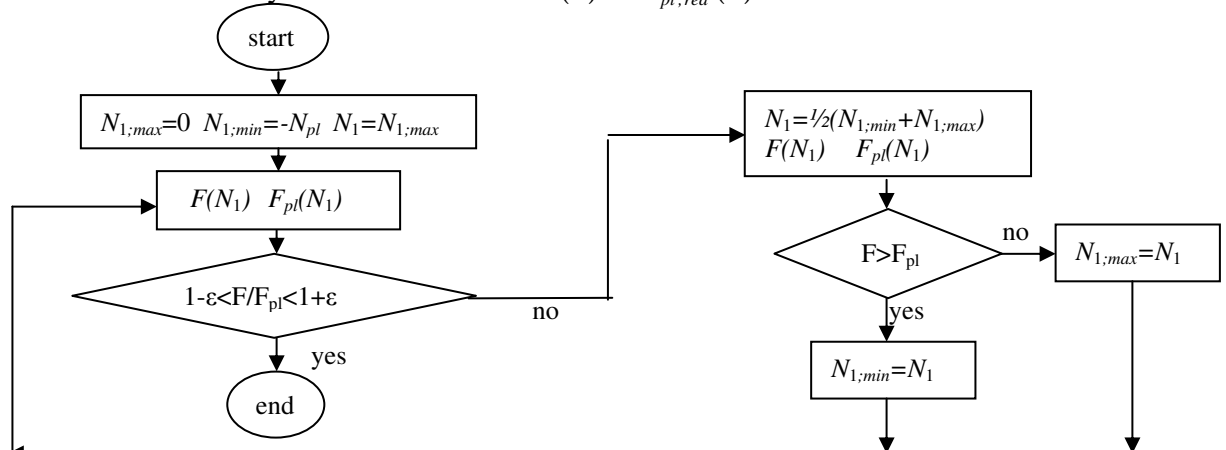 pl,red
start
N1;max=0 N1;min=-Npl N1=N1;max
F(N1) Fpl(N1)
1-ε<F/Fpl<1+ε
no
yes
end
N1=½(N1;min+N1;max)
F(N1) Fpl(N1)
F>Fpl
no
N1;max=N1
yes
N1;min=N1